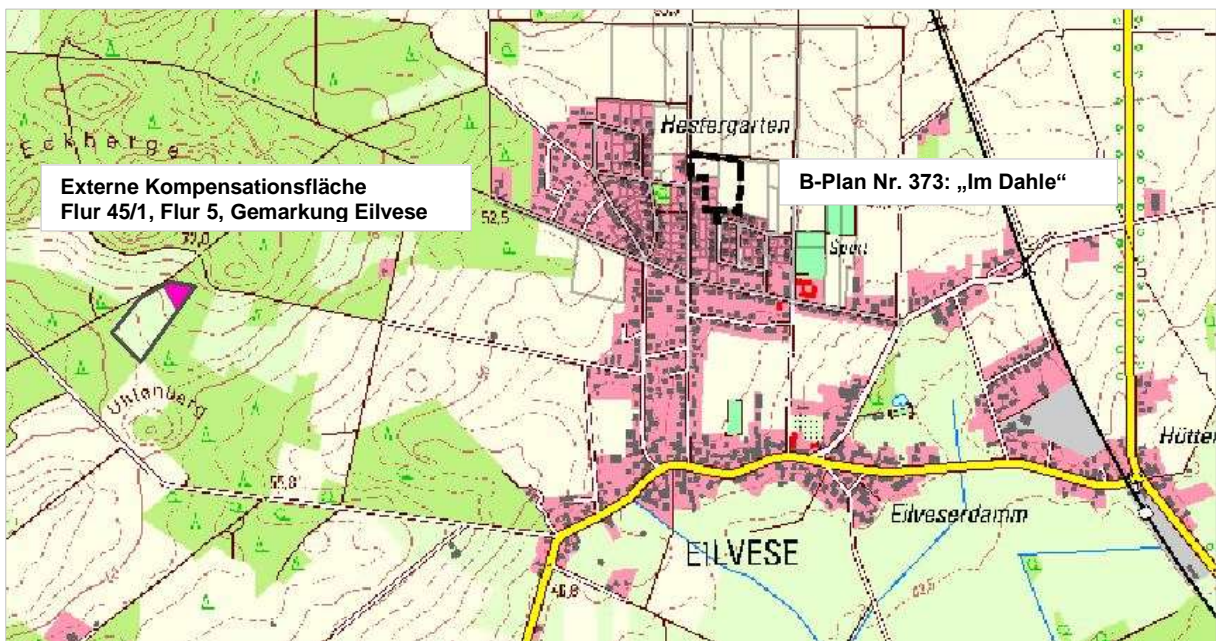 Eckberge
Hestergarten
Externe Kompensationsfläche
Flur 45/1, Flur 5, Gemarkung Eilvese
B-Plan Nr. 373: „Im Dahle“
52,5
Sport
Uhlenberg
55,8
Hütten
Eilveserdamm
EILVESE